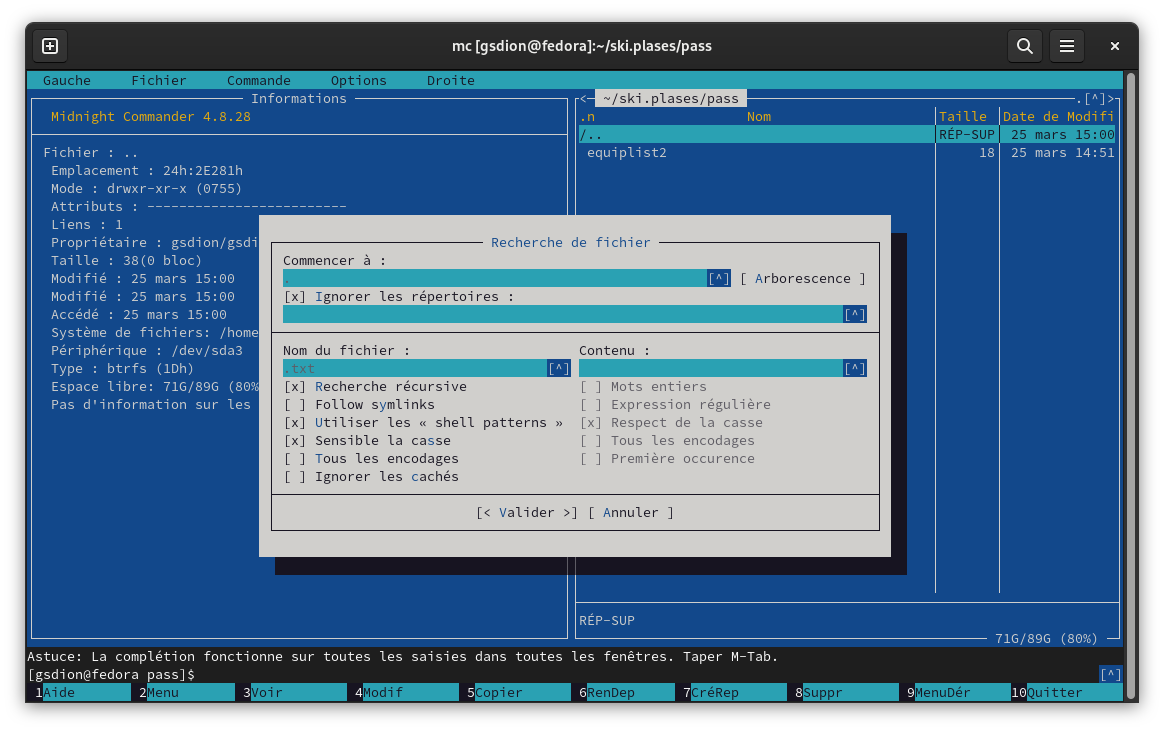 mc [gsdion@fedora]:~/ski.plases/pass
Gauche Fichier Commande Options Droite
Informations
Midnight Commander 4.8.28
Fichier : ..
Emplacement : 24h:2E281h
Mode : drwxr-xr-x (0755)
Attributs : -------------------------
Liens : 1
Propriétaire : gsdion/gsdi
Taille : 38(0 bloc)
Modifié : 25 mars 15:00
Modifié : 25 mars 15:00
Accédé : 25 mars 15:00
Système de fichiers: /home
Périphérique : /dev/sda3
Type : btrfs (1Dh)
Espace libre: 71G/89G (80%
Pas d'information sur les
<- ~/ski.plases/pass .[^]>
.n Nom Taille Date de Modifi
/.. RÉP-SUP 25 mars 15:00
equiplist2 18 25 mars 14:51
Recherche de fichier
Commencer à :
. [^] [ Arborescence ]
[x] Ignorer les répertoires :
[^]
Nom du fichier :
.txt [^]
[x] Recherche récursive
[ ] Follow symlinks
[x] Utiliser les « shell patterns »
[x] Sensible la casse
[ ] Tous les encodages
[ ] Ignorer les cachés
Contenu :
[^]
[ ] Mots entiers
[ ] Expression régulière
[x] Respect de la casse
[ ] Tous les encodages
[ ] Première occurence
[< Valider >] [ Annuler ]
RÉP-SUP
71G/89G (80%)
Astuce: La complétion fonctionne sur toutes les saisies dans toutes les fenêtres. Taper M-Tab.
[gsdion@fedora pass]$ [^]
1Aide 2Menu 3Voir 4Modif 5Copier 6RenDep 7CréRep 8Suppr 9MenuDér 10Quitter